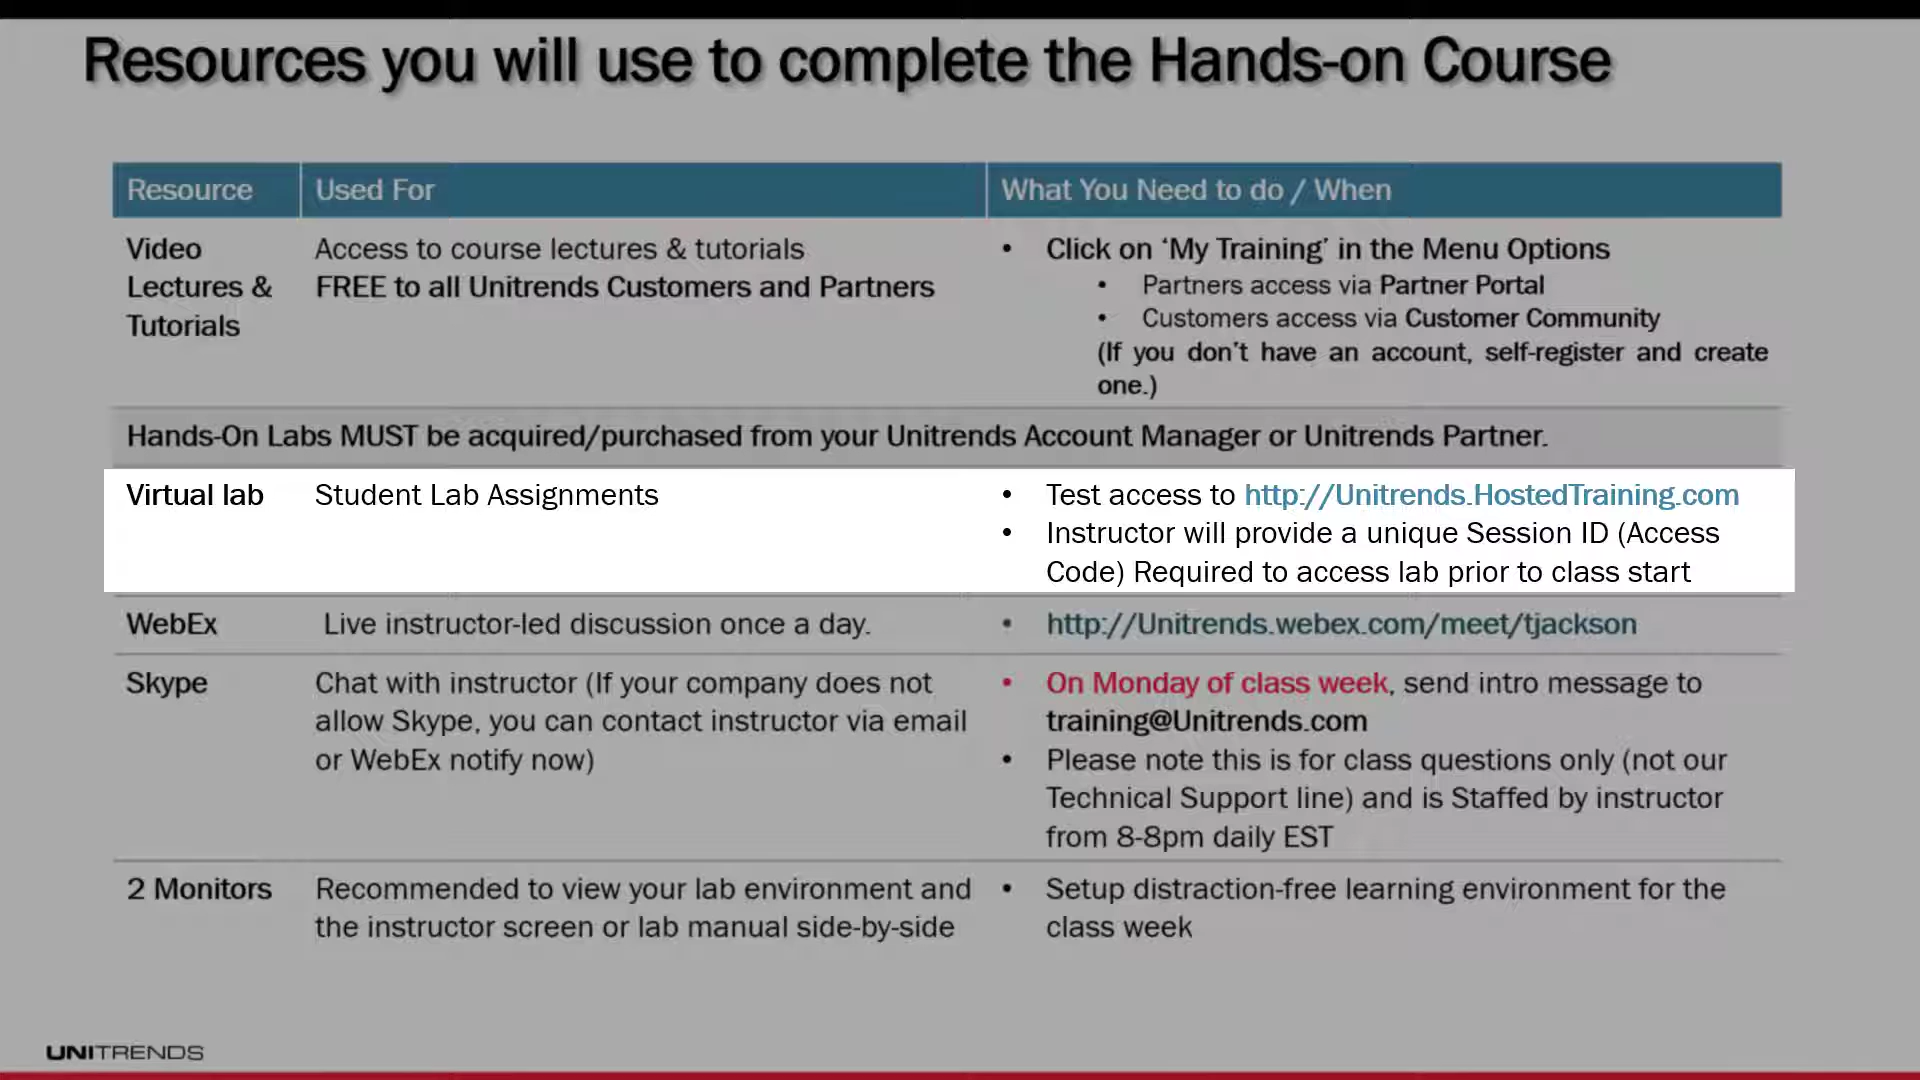 Resources you will use to complete the Hands-on Course
Resource
Used For
What You Need to do / When
Video
Lectures &
Tutorials
Access to course lectures & tutorials
FREE to all Unitrends Customers and Partners
• Click on ‘My Training’ in the Menu Options
• Partners access via Partner Portal
• Customers access via Customer Community
(If you don’t have an account, self-register and create
one.)
Hands-On Labs MUST be acquired/purchased from your Unitrends Account Manager or Unitrends Partner.
Virtual lab
Student Lab Assignments
• Test access to http://Unitrends.HostedTraining.com
• Instructor will provide a unique Session ID (Access
Code) Required to access lab prior to class start
WebEx
Live instructor-led discussion once a day.
• http://Unitrends.webex.com/meet/tjackson
Skype
Chat with instructor (If your company does not
allow Skype, you can contact instructor via email
or WebEx notify now)
• On Monday of class week, send intro message to
training@Unitrends.com
• Please note this is for class questions only (not our
Technical Support line) and is Staffed by instructor
from 8-8pm daily EST
2 Monitors
Recommended to view your lab environment and
the instructor screen or lab manual side-by-side
• Setup distraction-free learning environment for the
class week
UNITRENDS